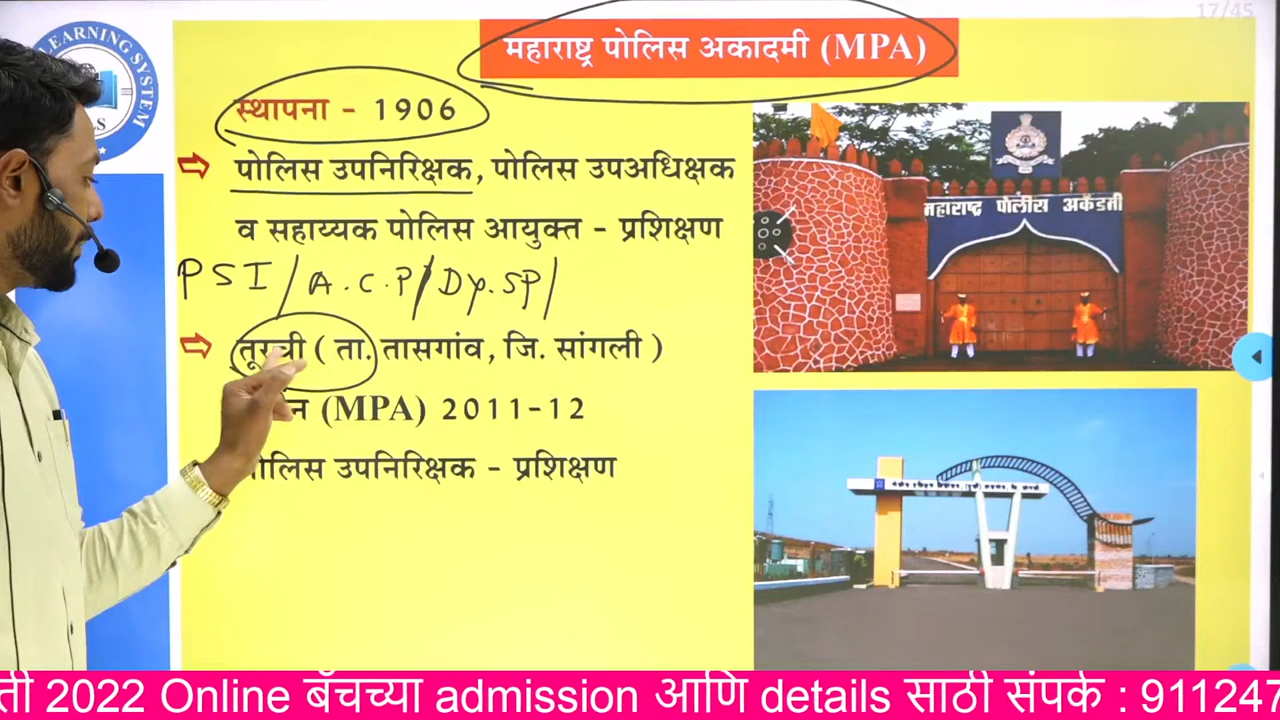 17/45
LEARNING SYSTEM
महाराष्ट्र पोलिस अकादमी (MPA)
स्थापना - 1906
पोलिस उपनिरिक्षक, पोलिस उपअधिक्षक
व सहाय्यक पोलिस आयुक्त - प्रशिक्षण
PSI / A.C.P / Dy.SP /
तूरची ( ता. तासगांव, जि. सांगली )
(MPA) 2011-12
पोलिस उपनिरिक्षक - प्रशिक्षण
महाराष्ट्र पोलीस अकॅडमी
ती 2022 Online बॅचच्या admission आणि details साठी संपर्क : 911247